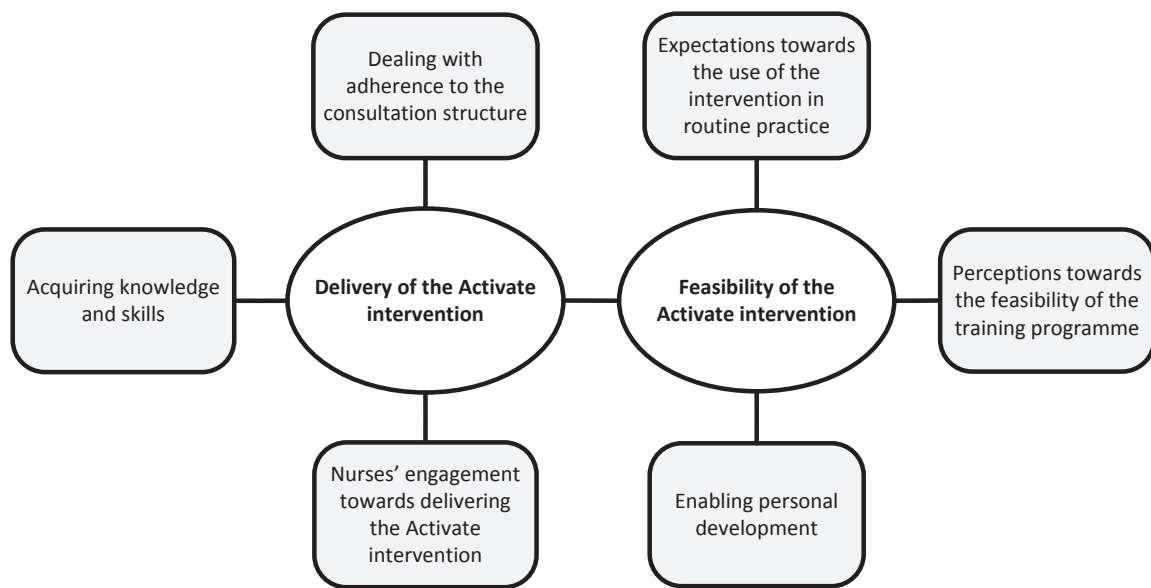 Dealing with
adherence to the
consultation structure
Expectations towards
the use of the
intervention in
routine practice
Acquiring knowledge
and skills
Delivery of the Activate
intervention
Feasibility of the
Activate intervention
Perceptions towards
the feasibility of the
training programme
Nurses’ engagement
towards delivering
the Activate
intervention
Enabling personal
development